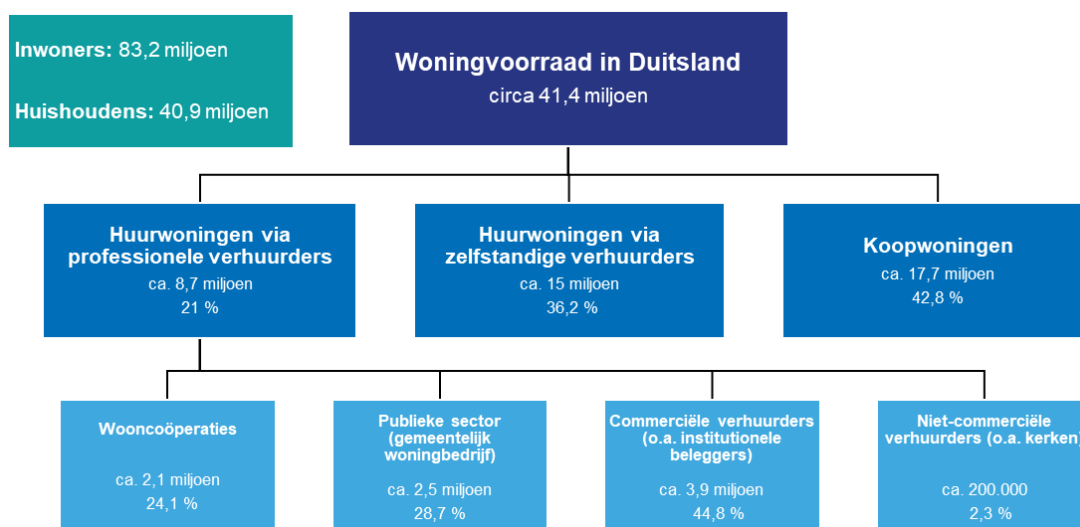 Inwoners: 83,2 miljoen
Huishoudens: 40,9 miljoen
Woningvoorraad in Duitsland
circa 41,4 miljoen
Huurwoningen via
professionele verhuurders
ca. 8,7 miljoen
21 %
Huurwoningen via
zelfstandige verhuurders
ca. 15 miljoen
36,2 %
Koopwoningen
ca. 17,7 miljoen
42,8 %
Wooncoöperaties
ca. 2,1 miljoen
24,1 %
Publieke sector
(gemeentelijk
woningbedrijf)
ca. 2,5 miljoen
28,7 %
Commerciële verhuurders
(o.a. institutionele
beleggers)
ca. 3,9 miljoen
44,8 %
Niet-commerciële
verhuurders (o.a. kerken)
ca. 200.000
2,3 %